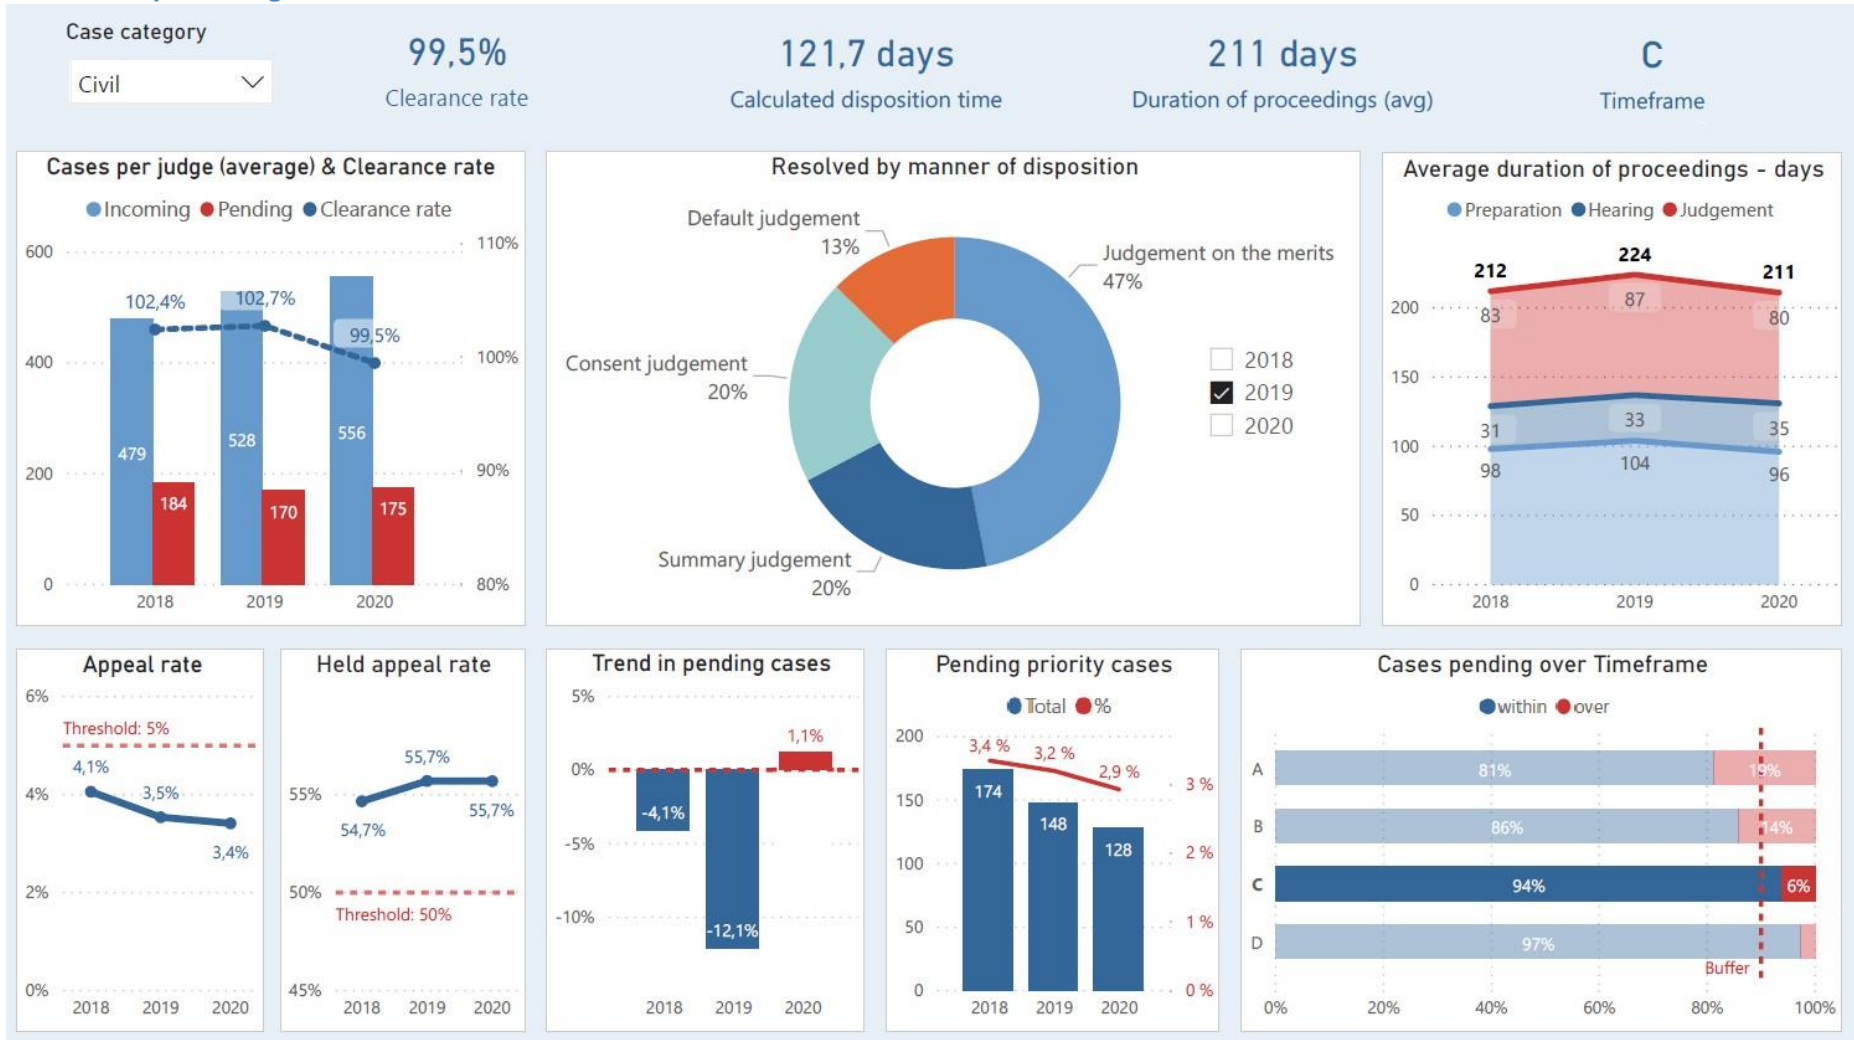 Case category
Civil
99,5%
Clearance rate
121,7 days
Calculated disposition time
211 days
Duration of proceedings (avg)
C
Timeframe
Cases per judge (average) & Clearance rate
Incoming Pending Clearance rate
600
400
200
0
110%
100%
90%
80%
102,4%
102,7%
99,5%
479
528
556
184
170
175
2018 2019 2020
Resolved by manner of disposition
Default judgement
13%
Judgement on the merits
47%
Consent judgement
20%
Summary judgement
20%
2018
2019
2020
Average duration of proceedings - days
Preparation Hearing Judgement
200
150
100
50
0
212
224
211
83
87
80
31
33
35
98
104
96
2018 2019 2020
Appeal rate
6%
4%
2%
0%
Threshold: 5%
4,1%
3,5%
3,4%
2018 2019 2020
Held appeal rate
55%
50%
45%
54,7%
55,7%
55,7%
Threshold: 50%
2018 2019 2020
Trend in pending cases
5%
0%
-5%
-10%
-4,1%
-12,1%
1,1%
2018 2019 2020
Pending priority cases
Total %
200
150
100
50
0
3 %
2 %
1 %
0 %
3,4 %
3,2 %
2,9 %
174
148
128
2018 2019 2020
Cases pending over Timeframe
within over
A 81% 19%
B 86% 14%
C 94% 6%
D 97%
Buffer
0% 20% 40% 60% 80% 100%